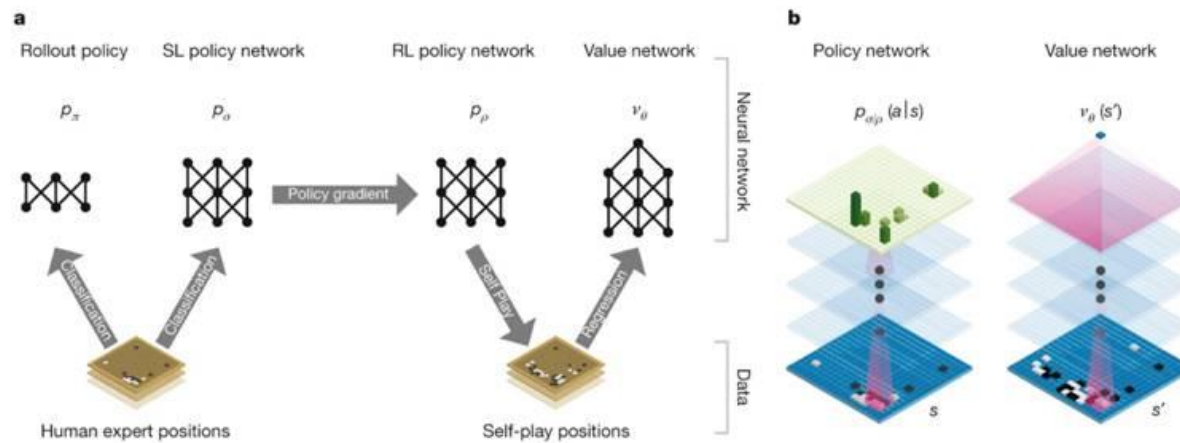 a
Rollout policy
SL policy network
RL policy network
Value network
pπ
pσ
pρ
vθ
Policy gradient
Classification
Classification
Self Play
Regression
Human expert positions
Self-play positions
Neural network
Data
b
Policy network
Value network
pσ/ρ (a|s)
vθ (s′)
s
s′